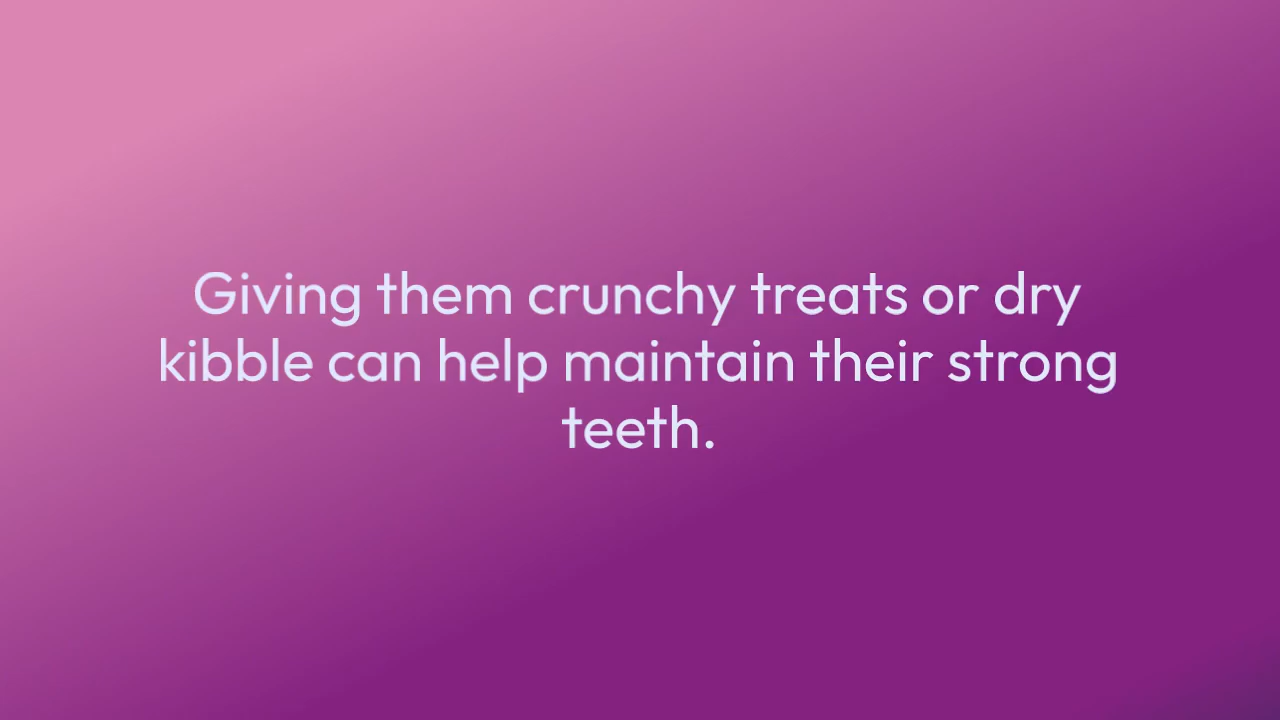 Giving them crunchy treats or dry
kibble can help maintain their strong
teeth.